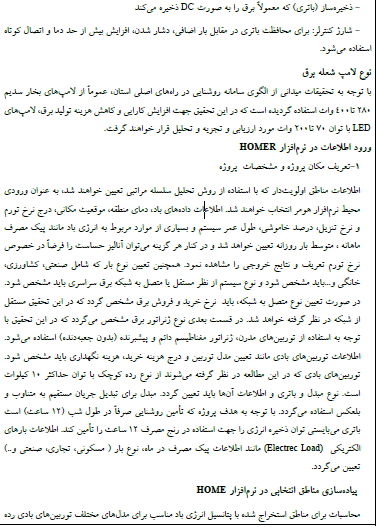 - ذخیره‌ساز (باتری) که معمولاً برق را به صورت DC ذخیره می‌کند
- شارژ کنترلر: برای محافظت باتری در مقابل بار اضافی، دشار شدن، افزایش بیش از حد دما و اتصال کوتاه
استفاده می‌شود.
نوع لامپ شعله برق
با توجه به تحقیقات میدانی از الگوی سامانه روشنایی در راه‌های اصلی استان، عموماً از لامپ‌های بخار سدیم
۲۸۰ تا ۴۰۰ وات استفاده گردیده است که در این تحقیق جهت افزایش کارایی و کاهش هزینه تولید برق، لامپ‌های
LED با توان ۷۰ تا ۲۰۰ وات مورد ارزیابی و تجزیه و تحلیل قرار خواهند گرفت.
ورود اطلاعات در نرم‌افزار HOMER
۱-تعریف مکان پروژه و مشخصات پروژه
اطلاعات مناطق اولویت‌دار که با استفاده از روش تحلیل سلسله مراتبی تعیین خواهند شد، به عنوان ورودی
محیط نرم‌افزار هومر انتخاب خواهند شد. اطلاعات داده‌های باد، دمای منطقه، موقعیت مکانی، درج نرخ تورم
و نرخ تنزیل، درصد خاموشی، طول عمر سیستم و بسیاری از موارد مربوط به انرژی باد مانند پیک مصرف
ماهانه ، متوسط بار روزانه تعیین خواهد شد و در کنار هر گزینه می‌توان آنالیز حساست را فرضاً در خصوص
نرخ تورم تعریف و نتایج خروجی را مشاهده نمود. همچنین تعیین نوع بار که شامل صنعتی، کشاورزی،
خانگی و...باید مشخص شود و نوع سیستم از نظر مستقل یا متصل به شبکه برق سراسری باید مشخص شود.
در صورت تعیین نوع متصل به شبکه، باید نرخ خرید و فروش برق مشخص گردد که در این تحقیق مستقل
از شبکه در نظر گرفته خواهد شد. در قسمت بعدی نوع ژنراتور برق مشخص می‌گردد که در این تحقیق با
توجه به استفاده از توربین‌های مدرن، ژنراتور مغناطیسم دائم و پیشبرنده (بدون جعبه‌دنده) استفاده می‌شود.
اطلاعات توربین‌های بادی مانند تعیین مدل توربین و درج هزینه خرید، هزینه نگهداری باید مشخص شود.
توربین‌های بادی که در این مطالعه در نظر گرفته می‌شوند از نوع رده کوچک با توان حداکثر ۱۰ کیلوات
است. نوع مبدل و باتری و اطلاعات آن‌ها باید تعیین گردد. مبدل برای تبدیل جریان مستقیم به متناوب و
بلعکس استفاده می‌گردد. با توجه به هدف پروژه که تأمین روشنایی صرفاً در طول شب (۱۲ ساعت) است
باتری می‌بایستی توان ذخیره انرژی را جهت استفاده در رنج مصرف ۱۲ ساعت را تأمین کند. اطلاعات بارهای
الکتریکی (Electrec Load) مانند اطلاعات پیک مصرف در ماه، نوع بار ( مسکونی، تجاری، صنعتی و..)
تعیین می‌گردد.
پیاده‌سازی مناطق انتخابی در نرم‌افزار HOME
محاسبات برای مناطق استخراج شده با پتانسیل انرژی باد مناسب برای مدل‌های مختلف توربین‌های بادی رده